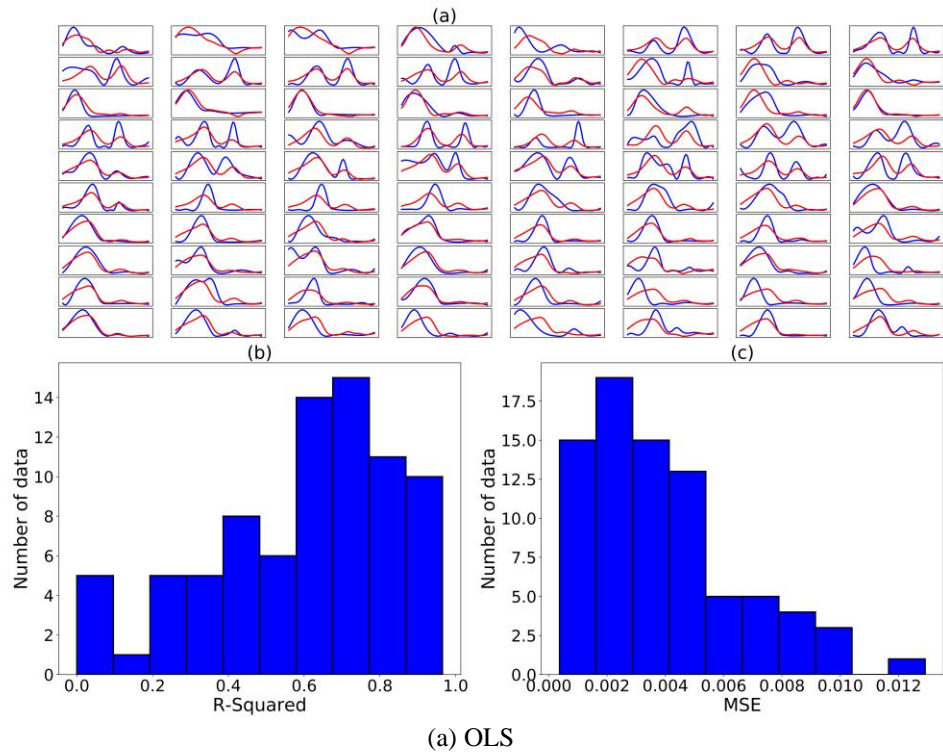 (a)
(b)
(c)
14
12
10
8
6
4
2
0
Number of data
0.0 0.2 0.4 0.6 0.8 1.0
R-Squared
17.5
15.0
12.5
10.0
7.5
5.0
2.5
0.0
Number of data
0.000 0.002 0.004 0.006 0.008 0.010 0.012
MSE
(a) OLS